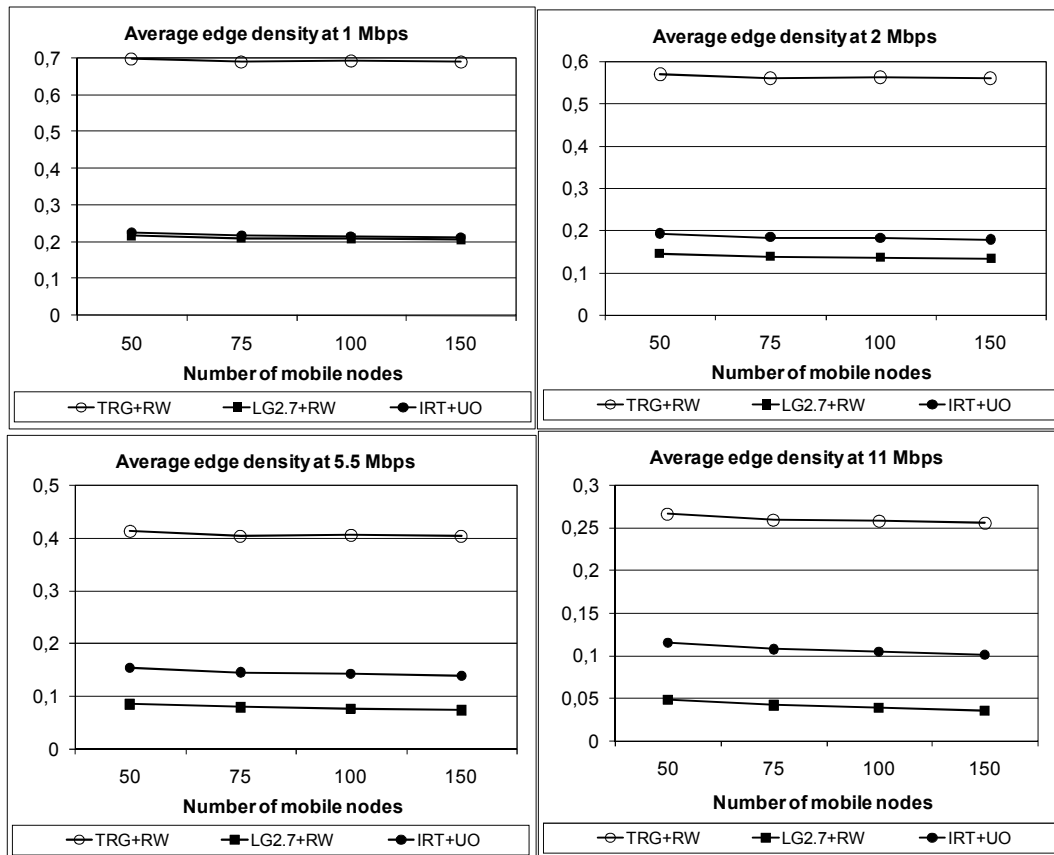 Average edge density at 1 Mbps
0,7
0,6
0,5
0,4
0,3
0,2
0,1
0
50 75 100 150
Number of mobile nodes
TRG+RW LG2.7+RW IRT+UO
Average edge density at 2 Mbps
0,6
0,5
0,4
0,3
0,2
0,1
0
50 75 100 150
Number of mobile nodes
TRG+RW LG2.7+RW IRT+UO
Average edge density at 5.5 Mbps
0,5
0,4
0,3
0,2
0,1
0
50 75 100 150
Number of mobile nodes
TRG+RW LG2.7+RW IRT+UO
Average edge density at 11 Mbps
0,3
0,25
0,2
0,15
0,1
0,05
0
50 75 100 150
Number of mobile nodes
TRG+RW LG2.7+RW IRT+UO